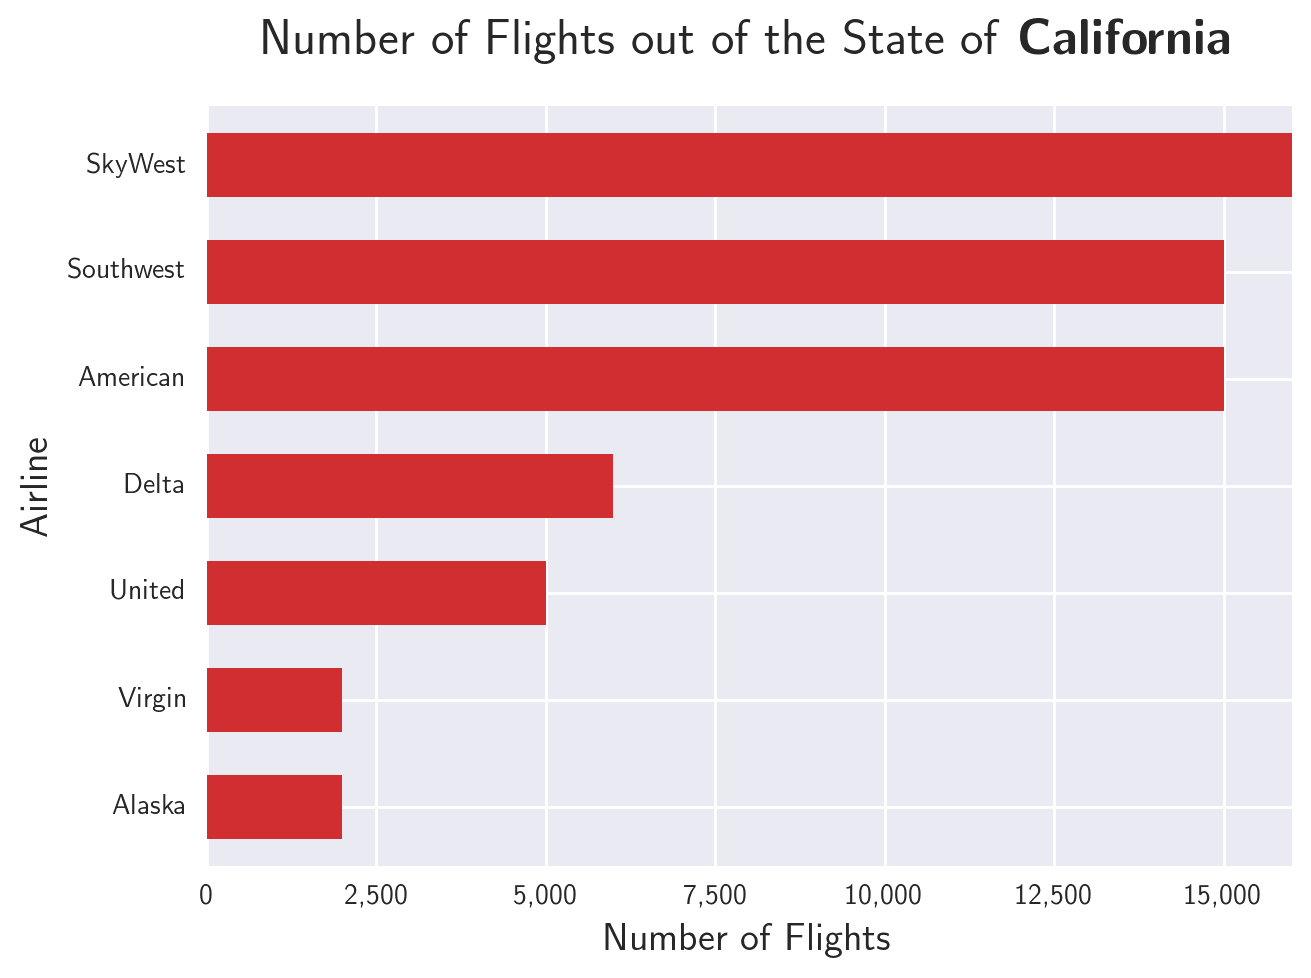 Number of Flights out of the State of California
SkyWest
Southwest
American
Delta
United
Virgin
Alaska
Airline
0 2,500 5,000 7,500 10,000 12,500 15,000
Number of Flights